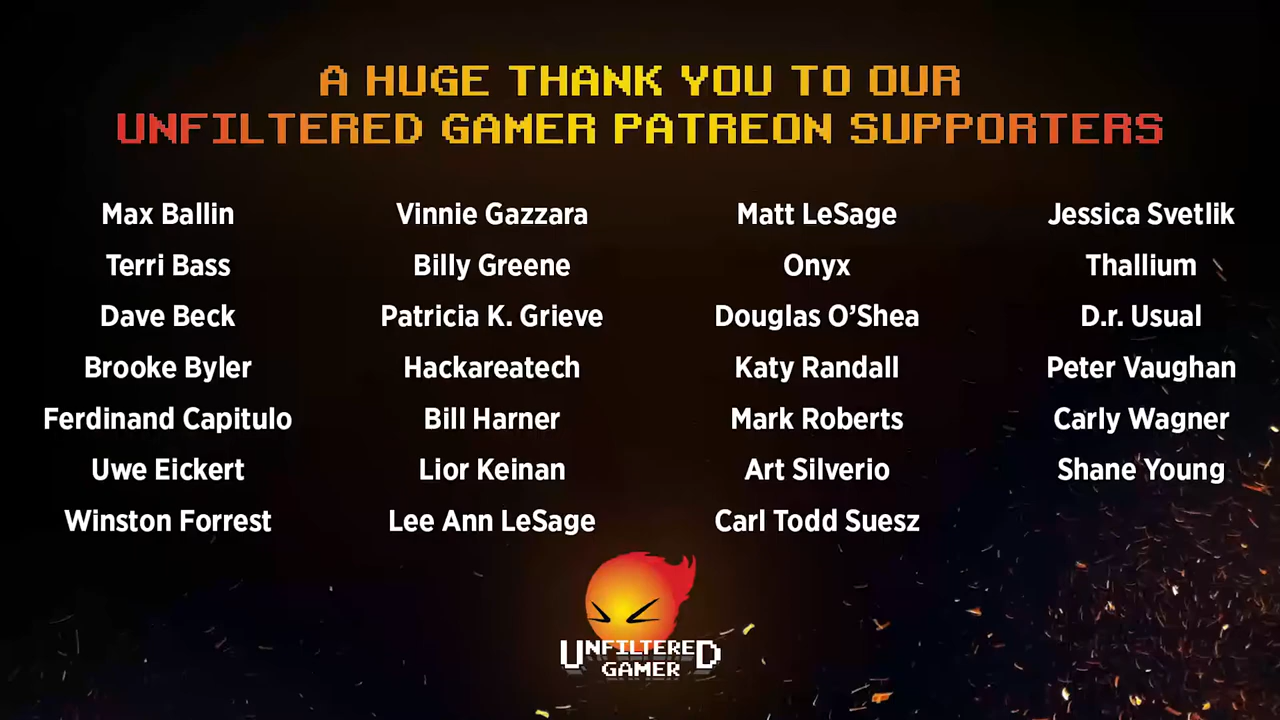 A HUGE THANK YOU TO OUR
UNFILTERED GAMER PATREON SUPPORTERS
Max Ballin
Terri Bass
Dave Beck
Brooke Byler
Ferdinand Capitulo
Uwe Eickert
Winston Forrest
Vinnie Gazzara
Billy Greene
Patricia K. Grieve
Hackareatech
Bill Harner
Lior Keinan
Lee Ann LeSage
Matt LeSage
Onyx
Douglas O’Shea
Katy Randall
Mark Roberts
Art Silverio
Carl Todd Suesz
Jessica Svetlik
Thallium
D.r. Usual
Peter Vaughan
Carly Wagner
Shane Young
UNFILTERED
GAMER